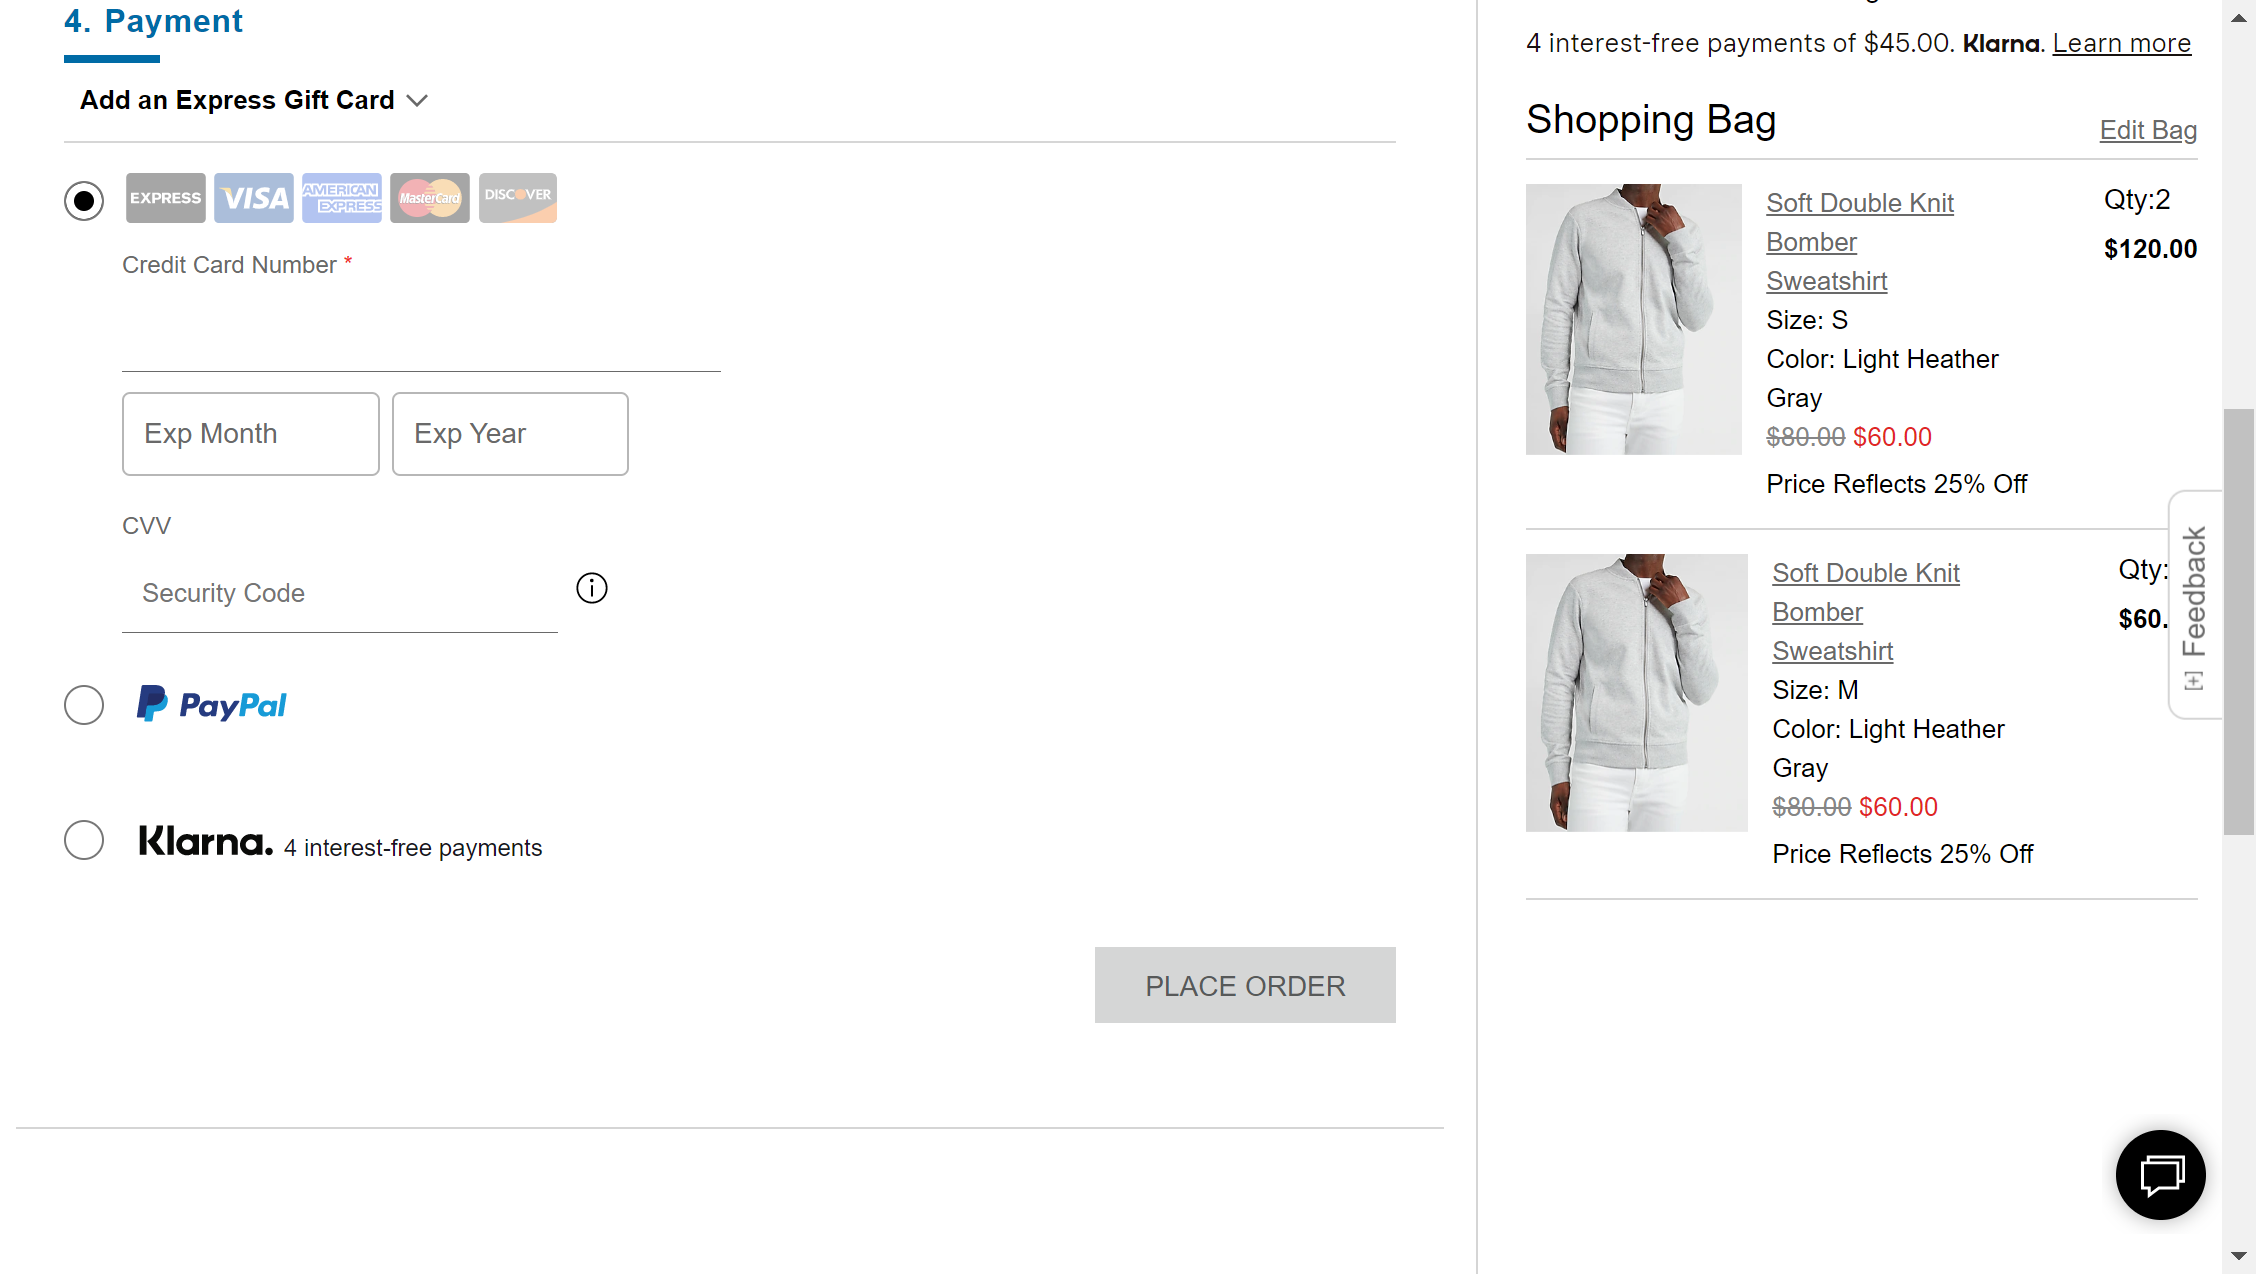 4. Payment
Add an Express Gift Card
EXPRESS VISA AMERICAN EXPRESS MasterCard DISCOVER
Credit Card Number *
Exp Month Exp Year
CVV
Security Code
PayPal
Klarna. 4 interest-free payments
PLACE ORDER
4 interest-free payments of $45.00. Klarna. Learn more
Shopping Bag
Edit Bag
Soft Double Knit
Bomber
Sweatshirt
Size: S
Color: Light Heather
Gray
$80.00 $60.00
Price Reflects 25% Off
Qty:2
$120.00
Soft Double Knit
Bomber
Sweatshirt
Size: M
Color: Light Heather
Gray
$80.00 $60.00
Price Reflects 25% Off
Qty:
$60.
[+] Feedback